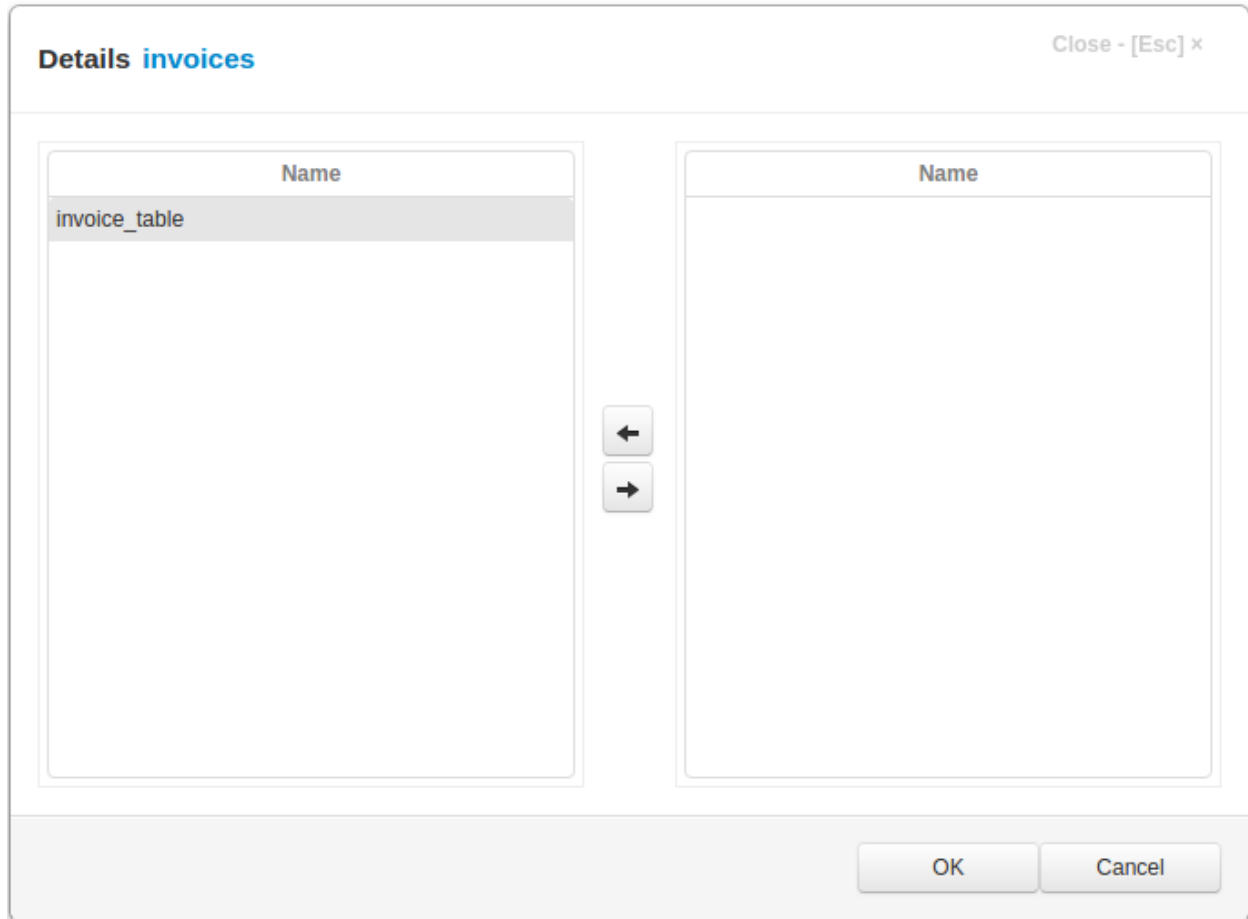 Details invoices
Close - [Esc] ×
Name
invoice_table
Name
OK
Cancel